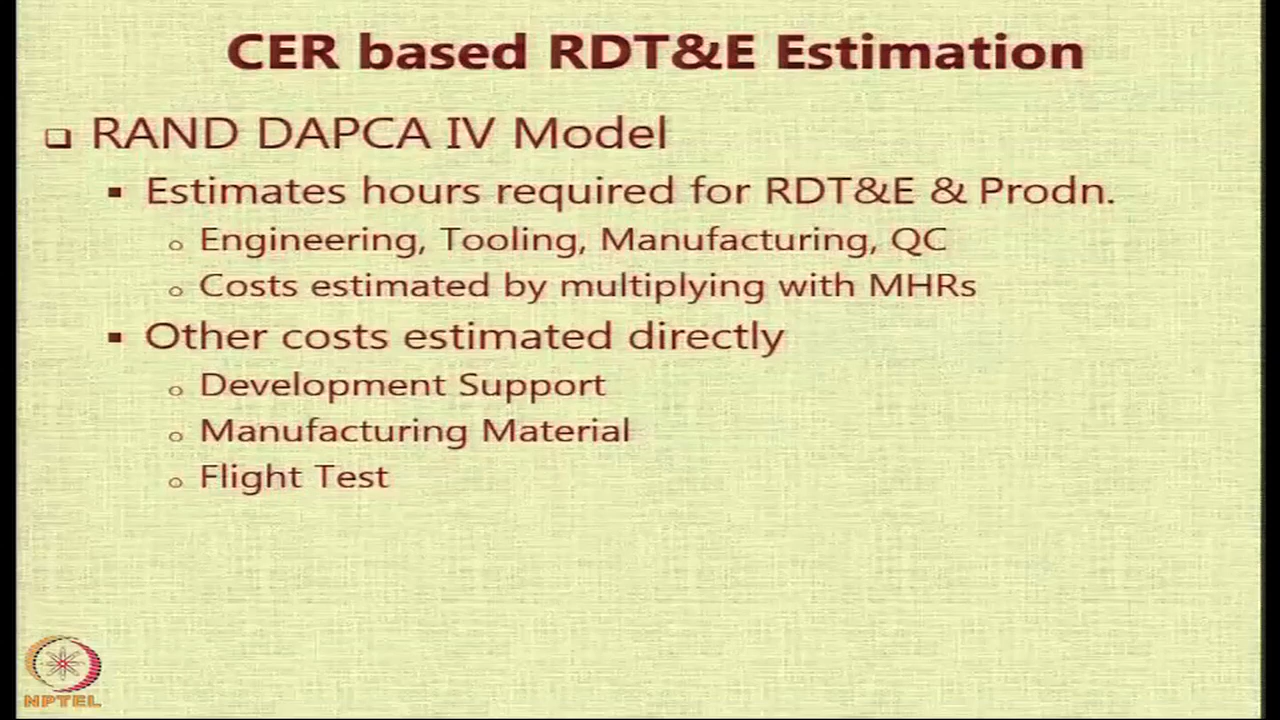 CER based RDT&E Estimation
RAND DAPCA IV Model
Estimates hours required for RDT&E & Prodn.
Engineering, Tooling, Manufacturing, QC
Costs estimated by multiplying with MHRs
Other costs estimated directly
Development Support
Manufacturing Material
Flight Test
NPTEL